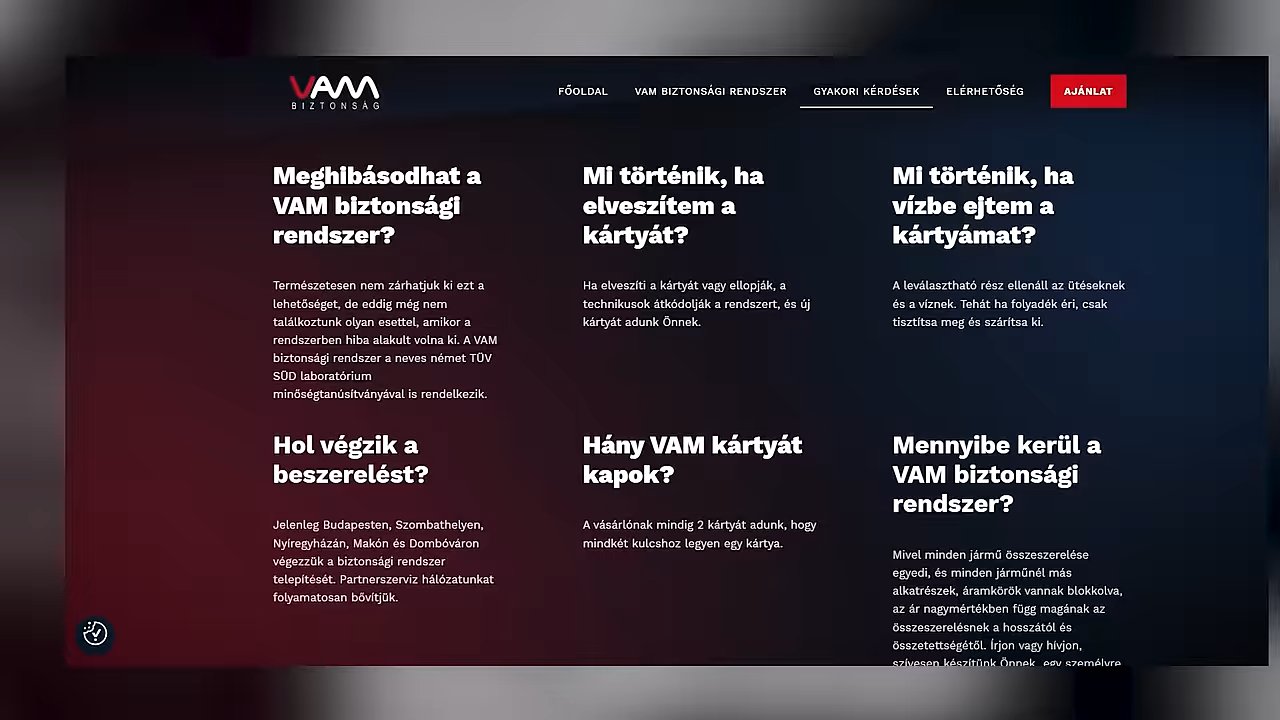 VAM
BIZTONSÁG
FŐOLDAL
VAM BIZTONSÁGI RENDSZER
GYAKORI KÉRDÉSEK
ELÉRHETŐSÉG
AJÁNLAT
Meghibásodhat a
VAM biztonsági
rendszer?
Természetesen nem zárhatjuk ki ezt a
lehetőséget, de eddig még nem
találkoztunk olyan esettel, amikor a
rendszerben hiba alakult volna ki. A VAM
biztonsági rendszer a neves német TÜV
SÜD laboratórium
minőségtanúsítványával is rendelkezik.
Mi történik, ha
elveszítem a
kártyát?
Ha elveszíti a kártyát vagy ellopják, a
technikusok átkódolják a rendszert, és új
kártyát adunk Önnek.
Mi történik, ha
vízbe ejtem a
kártyámat?
A leválasztható rész ellenáll az ütéseknek
és a víznek. Tehát ha folyadék éri, csak
tisztítsa meg és szárítsa ki.
Hol végzik a
beszerelést?
Jelenleg Budapesten, Szombathelyen,
Nyíregyházán, Makón és Dombóváron
végezzük a biztonsági rendszer
telepítését. Partnerszerviz hálózatunkat
folyamatosan bővítjük.
Hány VAM kártyát
kapok?
A vásárlónak mindig 2 kártyát adunk, hogy
mindkét kulcshoz legyen egy kártya.
Mennyibe kerül a
VAM biztonsági
rendszer?
Mivel minden jármű összeszerelése
egyedi, és minden járműnél más
alkatrészek, áramkörök vannak blokkolva,
az ár nagymértékben függ magának az
összeszerelésnek a hosszától és
összetettségétől. Írjon vagy hívjon,
szívesen készítünk Önnek egy személyre